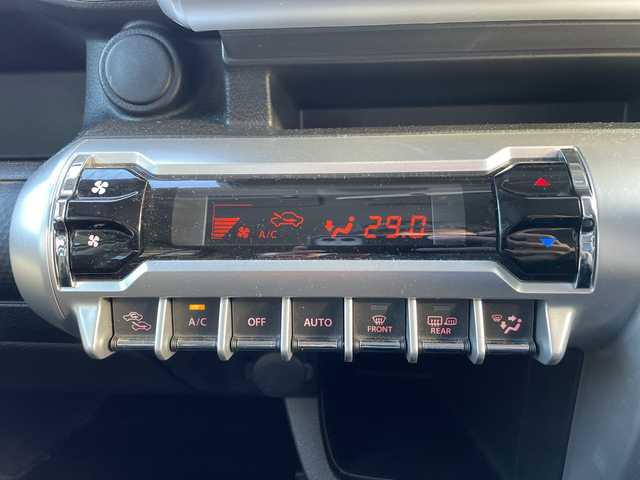 A/C 29.0
A/C OFF AUTO FRONT REAR